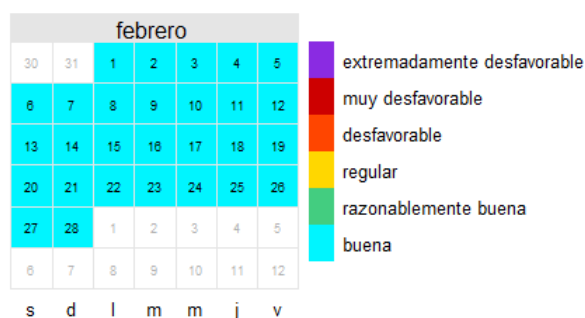 febrero
30 31 1 2 3 4 5
6 7 8 9 10 11 12
13 14 15 16 17 18 19
20 21 22 23 24 25 26
27 28 1 2 3 4 5
6 7 8 9 10 11 12
s d l m m j v
extremadamente desfavorable
muy desfavorable
desfavorable
regular
razonablemente buena
buena